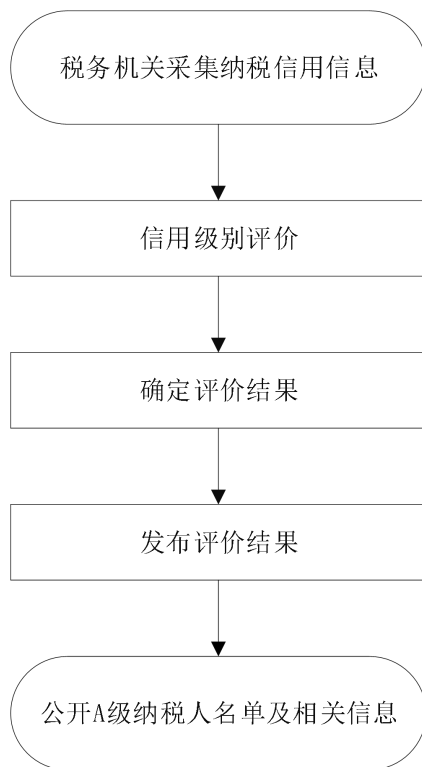 税务机关采集纳税信用信息
信用级别评价
确定评价结果
发布评价结果
公开A级纳税人名单及相关信息